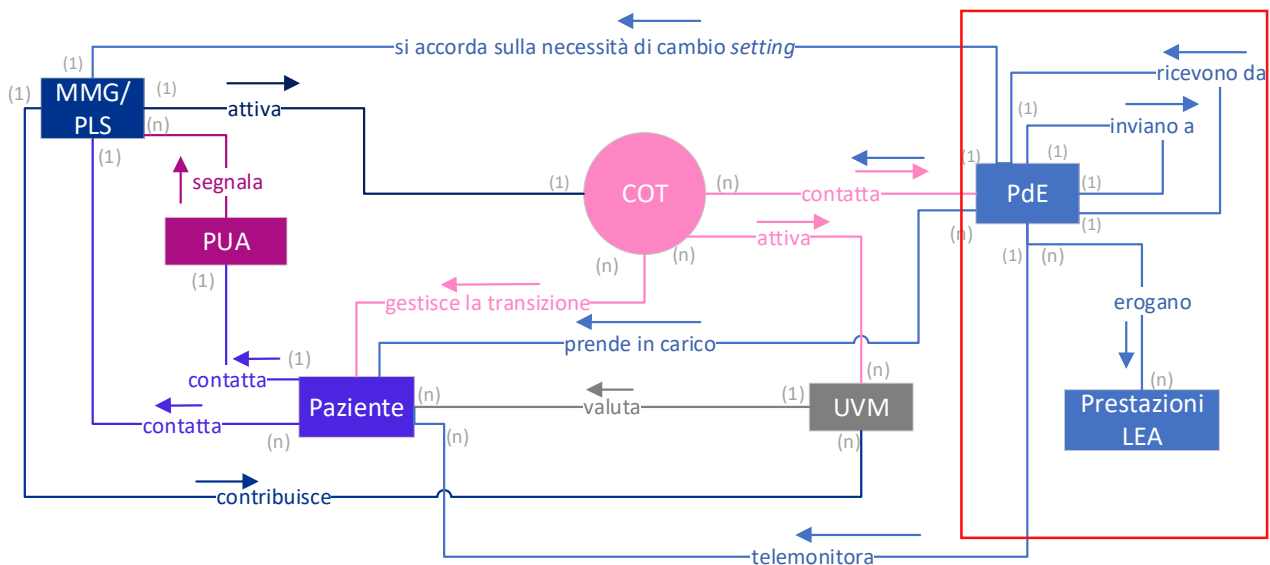 si accorda sulla necessità di cambio setting
ricevono da
(1)
(1)
MMG/
PLS
(1)
attiva
(n)
(1)
(1)
inviano a
(1)
(1)
PdE
(1)
(1)
(n)
(1)
(n)
segnala
COT
(1)
(n)
contatta
attiva
(n)
(n)
PUA
(1)
gestisce la transizione
erogano
prende in carico
contatta
(1)
Paziente
(n)
valuta
(1)
UVM
(n)
(n)
Prestazioni
LEA
contatta
(n)
(n)
(n)
contribuisce
telemonitora